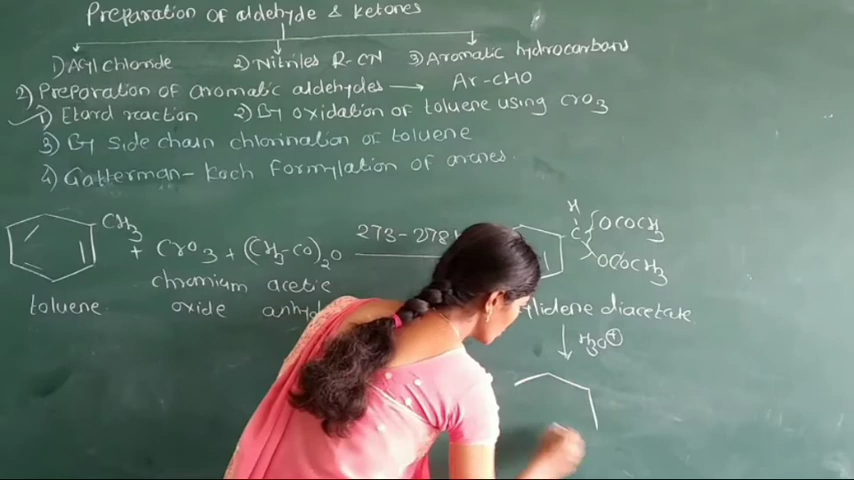 Preparation of aldehyde & ketones
1) Acyl chloride 2) Nitriles R-CN 3) Aromatic hydrocarbons
2) Preparation of aromatic aldehydes → Ar-CHO
1) Etard reaction 2) By oxidation of toluene using CrO3
3) By side chain chlorination of toluene
4) Gatterman-Koch formylation of arenes.
CH3 + CrO3 + (CH3-CO)2O 273-278 H C OCOCH3
OCOCH3
chromium acetic
toluene. oxide diacetate
H3O+